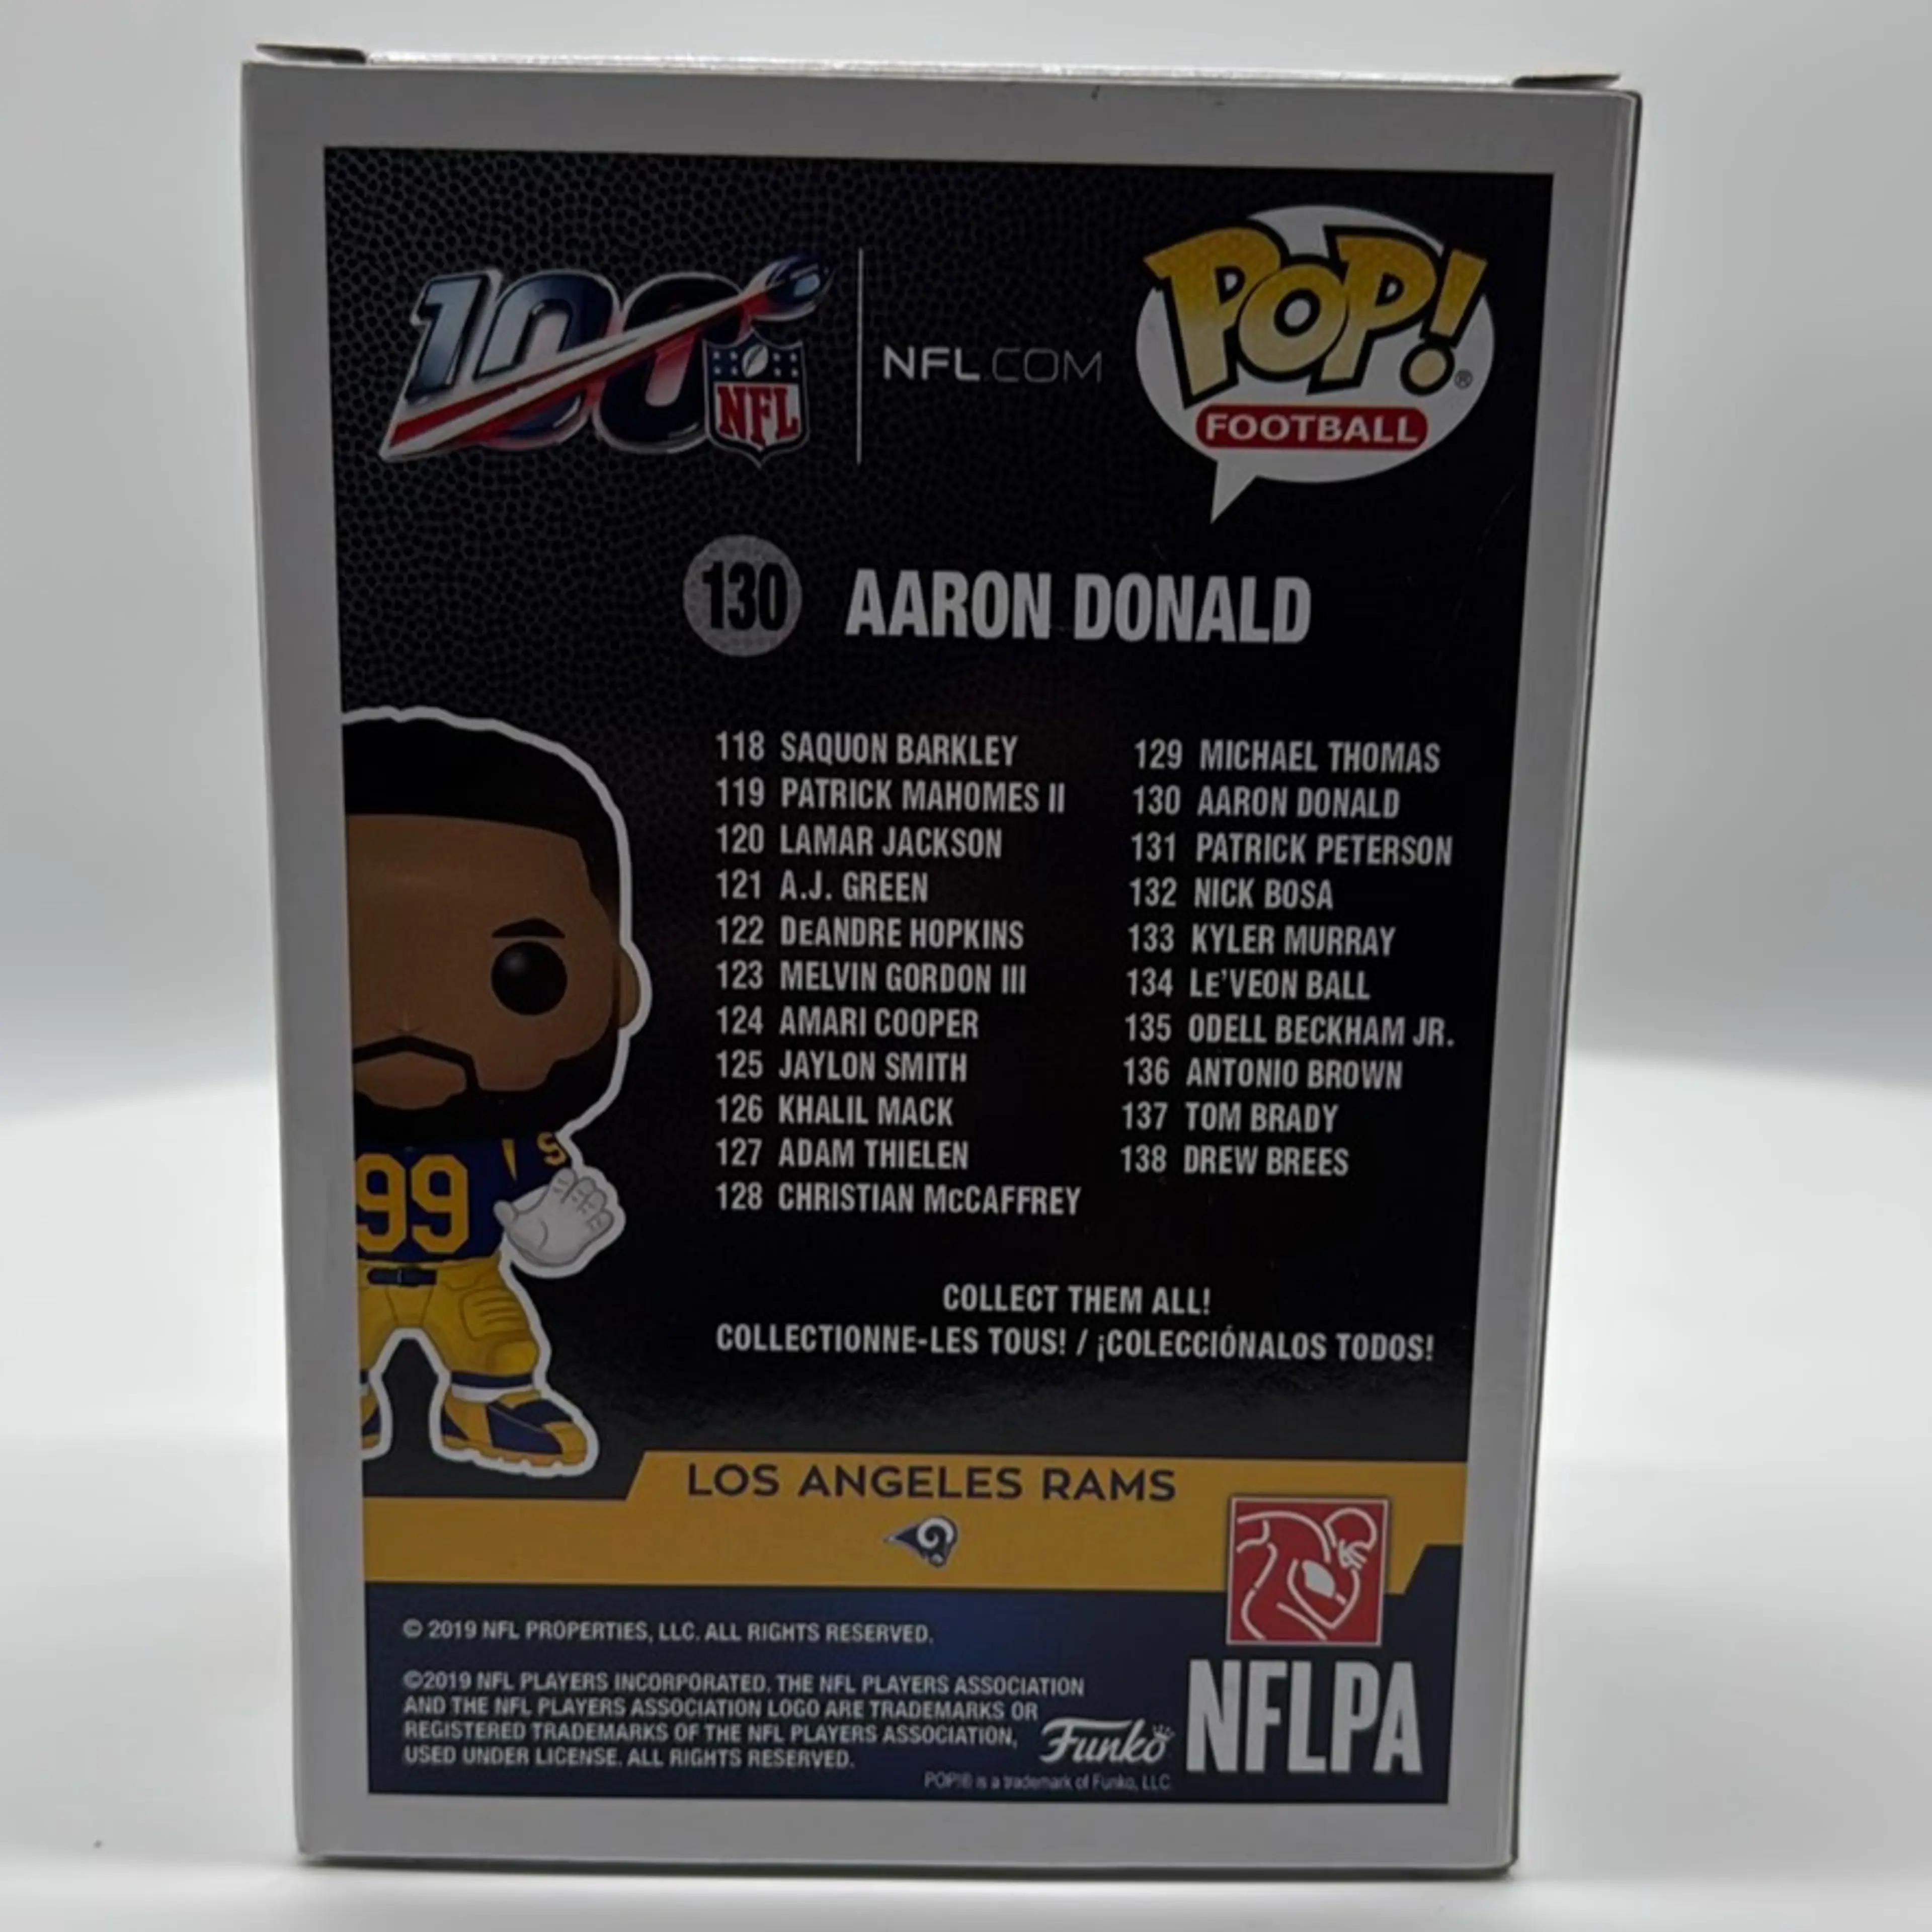 100
NFL
NFL.COM
POP!®
FOOTBALL
130 AARON DONALD
118 SAQUON BARKLEY
119 PATRICK MAHOMES II
120 LAMAR JACKSON
121 A.J. GREEN
122 DEANDRE HOPKINS
123 MELVIN GORDON III
124 AMARI COOPER
125 JAYLON SMITH
126 KHALIL MACK
127 ADAM THIELEN
128 CHRISTIAN McCAFFREY
129 MICHAEL THOMAS
130 AARON DONALD
131 PATRICK PETERSON
132 NICK BOSA
133 KYLER MURRAY
134 LE'VEON BALL
135 ODELL BECKHAM JR.
136 ANTONIO BROWN
137 TOM BRADY
138 DREW BREES
99
9
COLLECT THEM ALL!
COLLECTIONNE-LES TOUS! / ¡COLECCIÓNALOS TODOS!
LOS ANGELES RAMS
© 2019 NFL PROPERTIES, LLC. ALL RIGHTS RESERVED.
©2019 NFL PLAYERS INCORPORATED. THE NFL PLAYERS ASSOCIATION
AND THE NFL PLAYERS ASSOCIATION LOGO ARE TRADEMARKS OR
REGISTERED TRADEMARKS OF THE NFL PLAYERS ASSOCIATION,
USED UNDER LICENSE. ALL RIGHTS RESERVED.
Funko
POP!® is a trademark of Funko, LLC
NFLPA